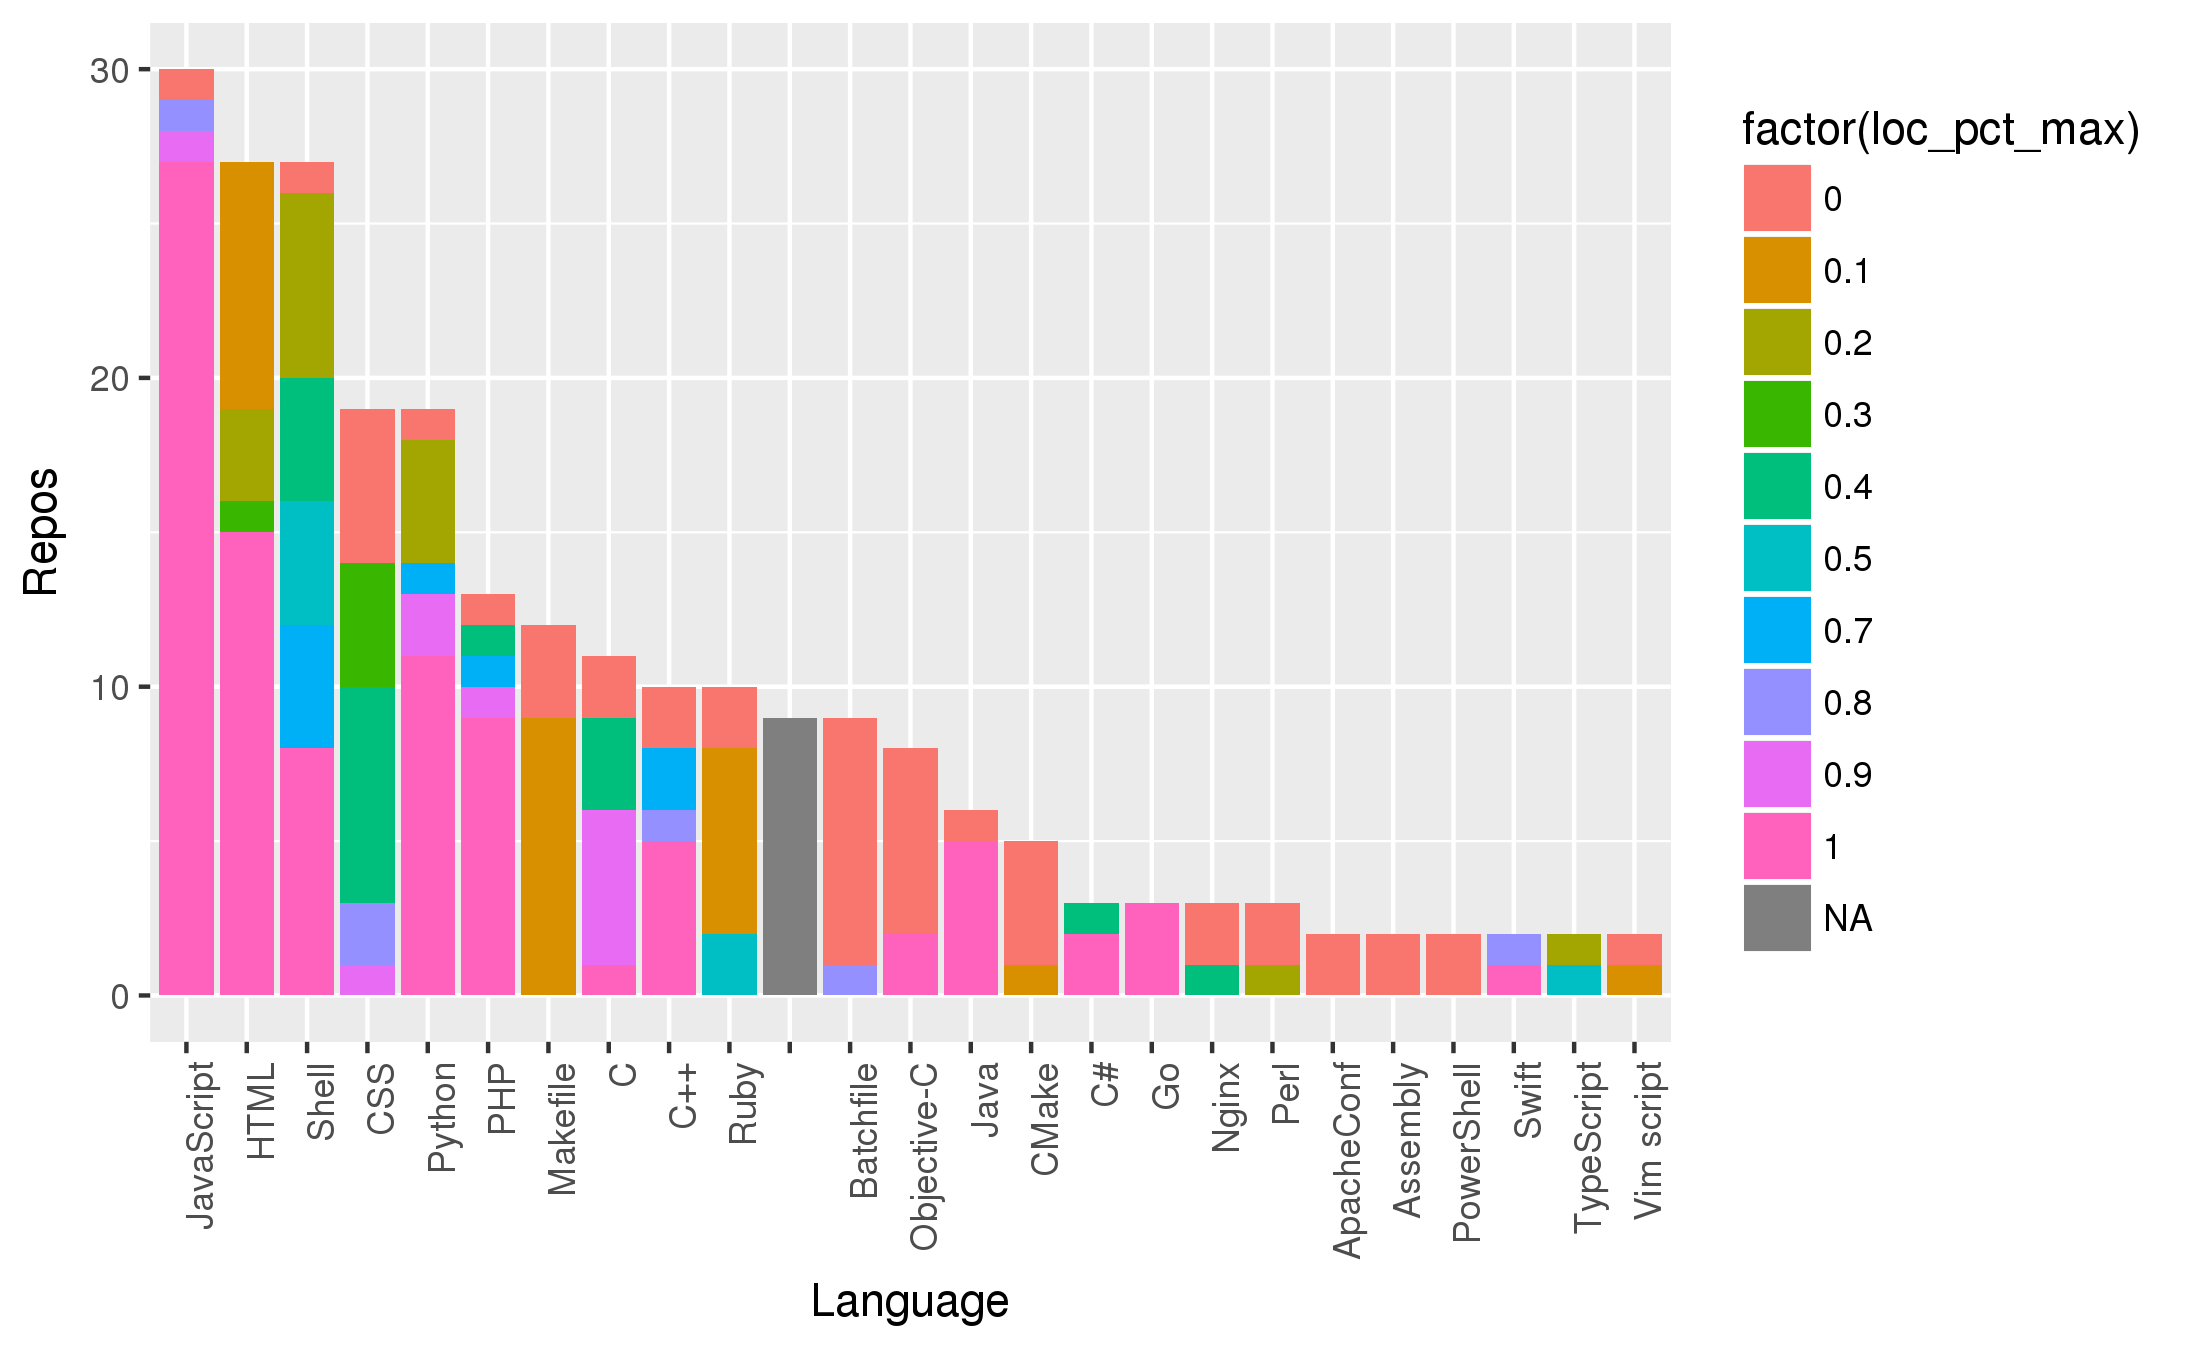 30
20
10
0
Repos
JavaScript
HTML
Shell
CSS
Python
PHP
Makefile
C
C++
Ruby
Batchfile
Objective-C
Java
CMake
C#
Go
Nginx
Perl
ApacheConf
Assembly
PowerShell
Swift
TypeScript
Vim script
Language
factor(loc_pct_max)
0
0.1
0.2
0.3
0.4
0.5
0.7
0.8
0.9
1
NA